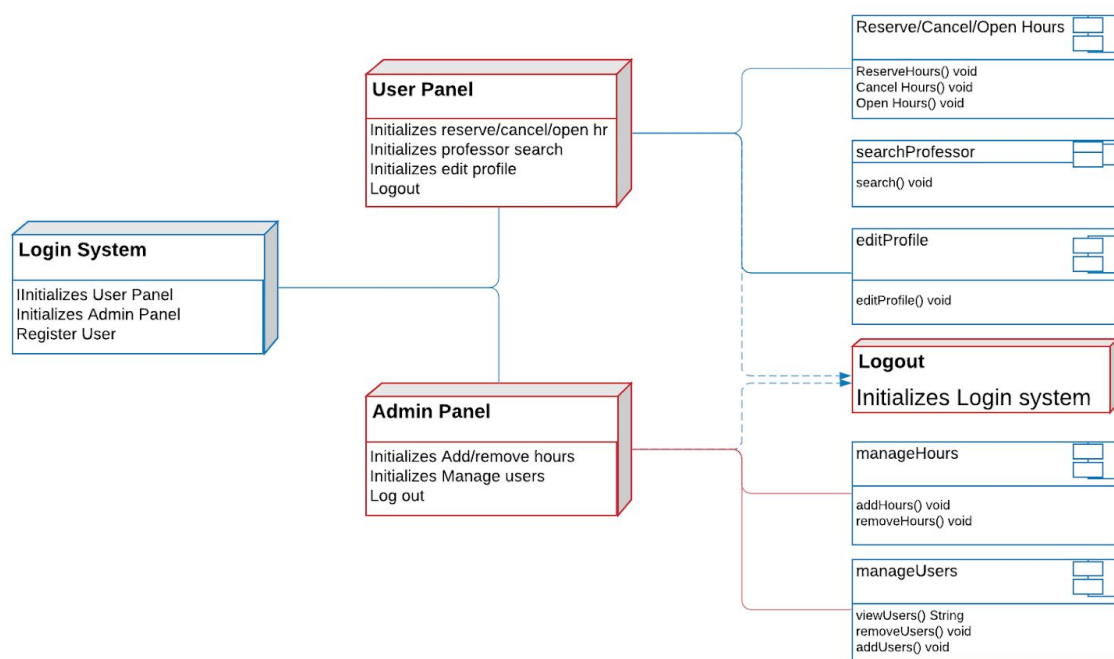 Login System
IInitializes User Panel
Initializes Admin Panel
Register User
User Panel
Initializes reserve/cancel/open hr
Initializes professor search
Initializes edit profile
Logout
Admin Panel
Initializes Add/remove hours
Initializes Manage users
Log out
Reserve/Cancel/Open Hours
ReserveHours() void
Cancel Hours() void
Open Hours() void
searchProfessor
search() void
editProfile
editProfile() void
Logout
Initializes Login system
manageHours
addHours() void
removeHours() void
manageUsers
viewUsers() String
removeUsers() void
addUsers() void